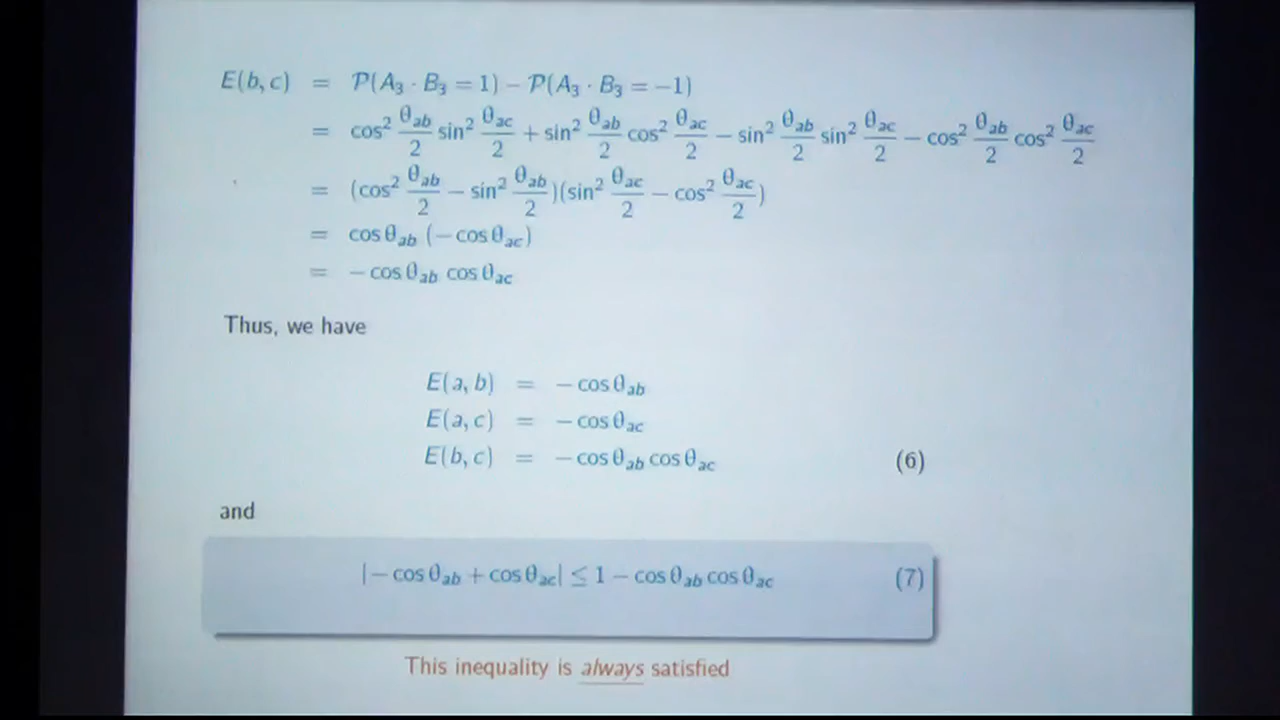 E(b, c) = P(A₃ · B₃ = 1) − P(A₃ · B₃ = −1)
= cos² θ_ab/2 sin² θ_ac/2 + sin² θ_ab/2 cos² θ_ac/2 − sin² θ_ab/2 sin² θ_ac/2 − cos² θ_ab/2 cos² θ_ac/2
= (cos² θ_ab/2 − sin² θ_ab/2)(sin² θ_ac/2 − cos² θ_ac/2)
= cos θ_ab (−cos θ_ac)
= − cos θ_ab cos θ_ac
Thus, we have
E(a, b) = − cos θ_ab
E(a, c) = − cos θ_ac
E(b, c) = − cos θ_ab cos θ_ac (6)
and
|− cos θ_ab + cos θ_ac| ≤ 1 − cos θ_ab cos θ_ac (7)
This inequality is always satisfied